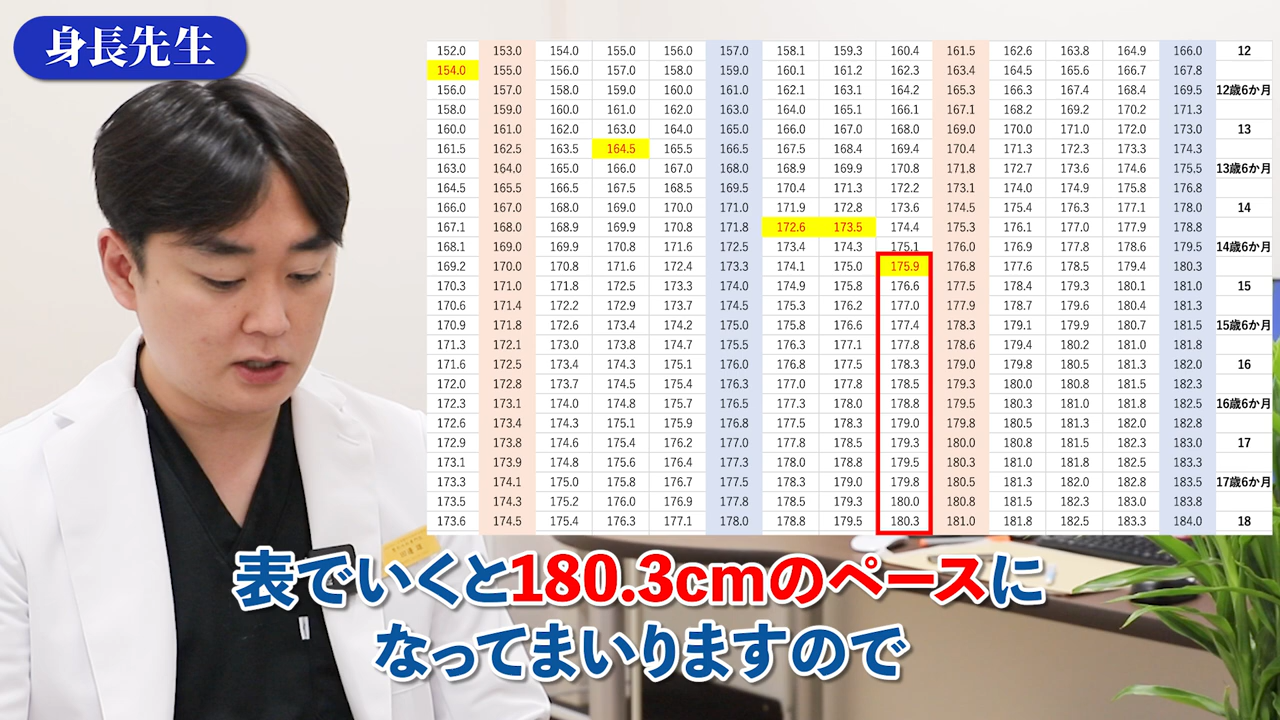 身長先生
152.0 153.0 154.0 155.0 156.0 157.0 158.1 159.3 160.4 161.5 162.6 163.8 164.9 166.0 12
154.0 155.0 156.0 157.0 158.0 159.0 160.1 161.2 162.3 163.4 164.5 165.6 166.7 167.8
156.0 157.0 158.0 159.0 160.0 161.0 162.1 163.1 164.2 165.3 166.3 167.4 168.4 169.5 12歳6か月
158.0 159.0 160.0 161.0 162.0 163.0 164.0 165.1 166.1 167.1 168.2 169.2 170.2 171.3
160.0 161.0 162.0 163.0 164.0 165.0 166.0 167.0 168.0 169.0 170.0 171.0 172.0 173.0 13
161.5 162.5 163.5 164.5 165.5 166.5 167.5 168.4 169.4 170.4 171.3 172.3 173.3 174.3
163.0 164.0 165.0 166.0 167.0 168.0 168.9 169.9 170.8 171.8 172.7 173.6 174.6 175.5 13歳6か月
164.5 165.5 166.5 167.5 168.5 169.5 170.4 171.3 172.2 173.1 174.0 174.9 175.8 176.8
166.0 167.0 168.0 169.0 170.0 171.0 171.9 172.8 173.6 174.5 175.4 176.3 177.1 178.0 14
167.1 168.0 168.9 169.9 170.8 171.8 172.6 173.5 174.4 175.3 176.1 177.0 177.9 178.8
168.1 169.0 169.9 170.8 171.6 172.5 173.4 174.3 175.1 176.0 176.9 177.8 178.6 179.5 14歳6か月
169.2 170.0 170.8 171.6 172.4 173.3 174.1 175.0 175.9 176.8 177.6 178.5 179.4 180.3
170.3 171.0 171.8 172.5 173.3 174.0 174.9 175.8 176.6 177.5 178.4 179.3 180.1 181.0 15
170.6 171.4 172.2 172.9 173.7 174.5 175.3 176.2 177.0 177.9 178.7 179.6 180.4 181.3
170.9 171.8 172.6 173.4 174.2 175.0 175.8 176.6 177.4 178.3 179.1 179.9 180.7 181.5 15歳6か月
171.3 172.1 173.0 173.8 174.7 175.5 176.3 177.1 177.8 178.6 179.4 180.2 181.0 181.8
171.6 172.5 173.4 174.3 175.1 176.0 176.8 177.5 178.3 179.0 179.8 180.5 181.3 182.0 16
172.0 172.8 173.7 174.5 175.4 176.3 177.0 177.8 178.5 179.3 180.0 180.8 181.5 182.3
172.3 173.1 174.0 174.8 175.7 176.5 177.3 178.0 178.8 179.5 180.3 181.0 181.8 182.5 16歳6か月
172.6 173.4 174.3 175.1 175.9 176.8 177.5 178.3 179.0 179.8 180.5 181.3 182.0 182.8
172.9 173.8 174.6 175.4 176.2 177.0 177.8 178.5 179.3 180.0 180.8 181.5 182.3 183.0 17
173.1 173.9 174.8 175.6 176.4 177.3 178.0 178.8 179.5 180.3 181.0 181.8 182.5 183.3
173.3 174.1 175.0 175.8 176.7 177.5 178.3 179.0 179.8 180.5 181.3 182.0 182.8 183.5 17歳6か月
173.5 174.3 175.2 176.0 176.9 177.8 178.5 179.3 180.0 180.8 181.5 182.3 183.0 183.8
173.6 174.5 175.4 176.3 177.1 178.0 178.8 179.5 180.3 181.0 181.8 182.5 183.3 184.0 18
表でいくと180.3cmのペースに
なってまいりますので